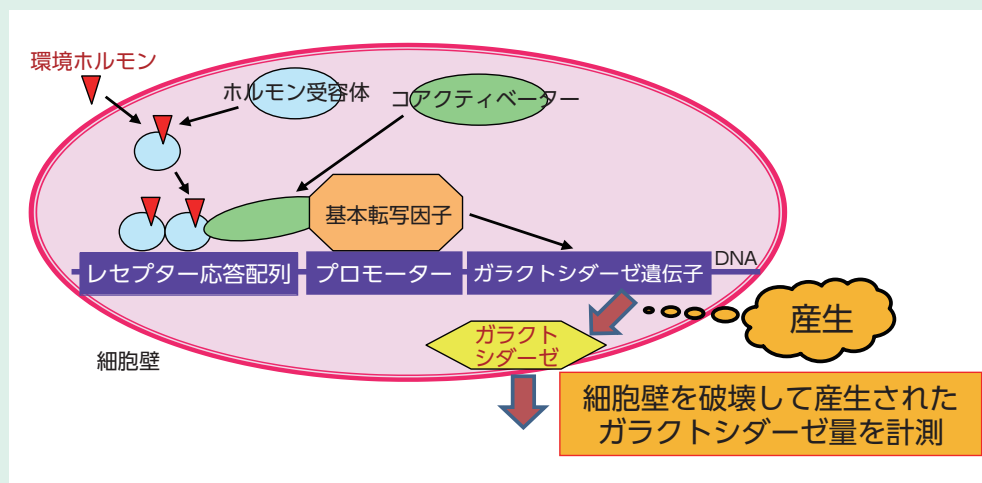 環境ホルモン
ホルモン受容体
コアクティベーター
基本転写因子
レセプター応答配列
プロモーター
ガラクトシダーゼ遺伝子
DNA
産生
ガラクト
シダーゼ
細胞壁
細胞壁を破壊して産生された
ガラクトシダーゼ量を計測